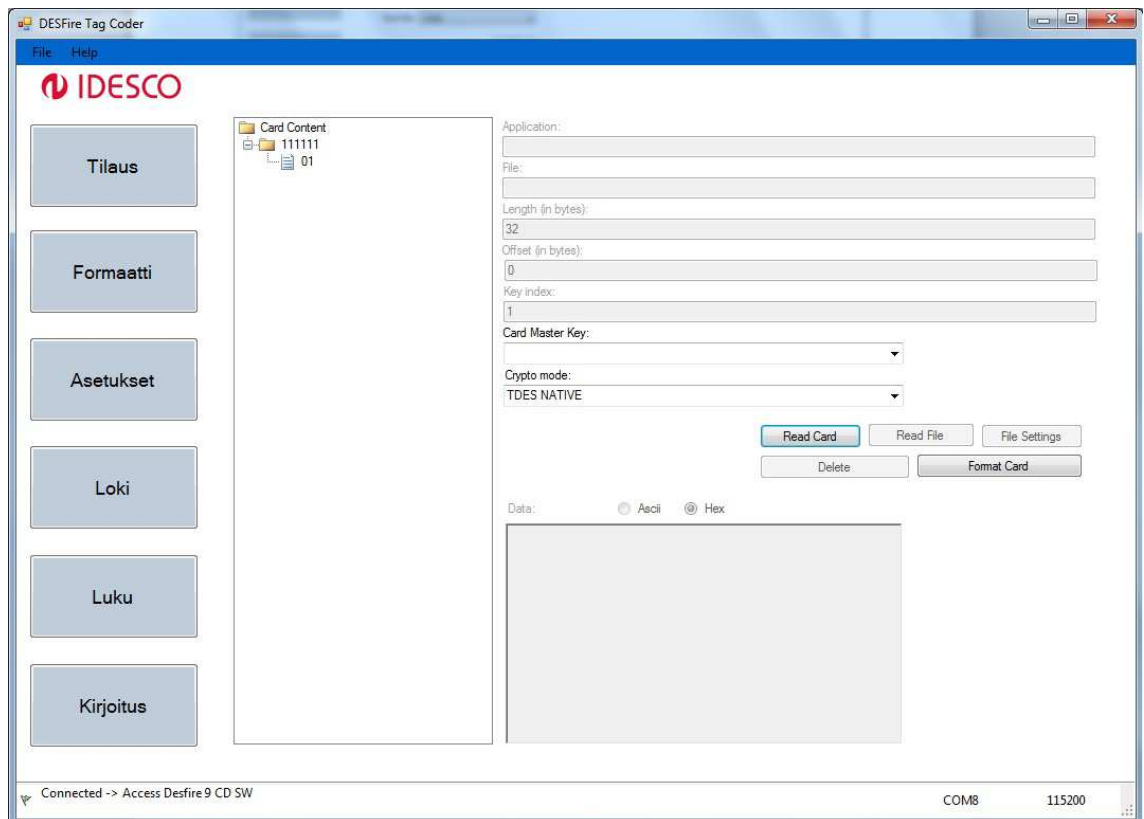 DESFire Tag Coder
File Help
IDESCO
Tilaus
Formaatti
Asetukset
Loki
Luku
Kirjoitus
Card Content
111111
01
Application:
File:
Length (in bytes):
32
Offset (in bytes):
0
Key index:
1
Card Master Key:
Crypto mode:
TDES NATIVE
Read Card Read File File Settings
Delete Format Card
Data: Ascii Hex
Connected -> Access Desfire 9 CD SW COM8 115200